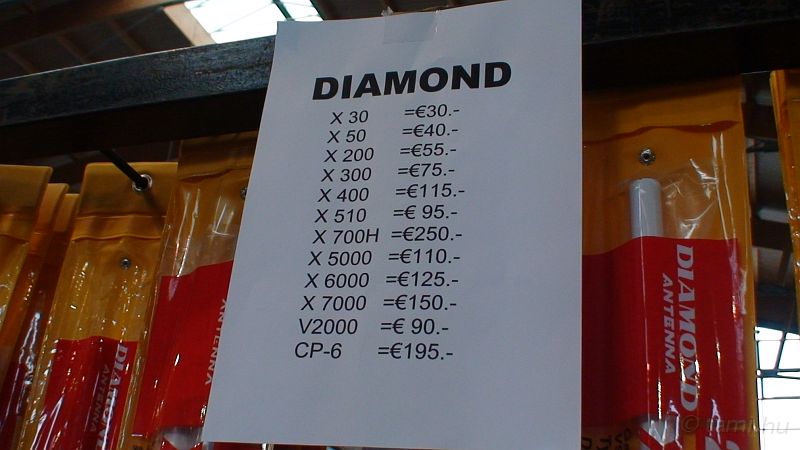 DIAMOND
X 30 =€30.-
X 50 =€40.-
X 200 =€55.-
X 300 =€75.-
X 400 =€115.-
X 510 =€ 95.-
X 700H =€250.-
X 5000 =€110.-
X 6000 =€125.-
X 7000 =€150.-
V2000 =€ 90.-
CP-6 =€195.-
DIAMOND
ANTENNA
ANTENNA
DIAMOND
ANTENNA